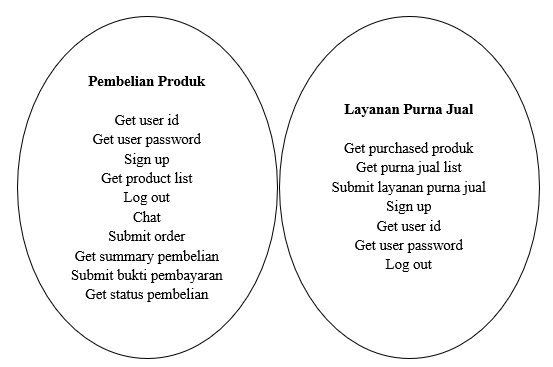 Pembelian Produk
Get user id
Get user password
Sign up
Get product list
Log out
Chat
Submit order
Get summary pembelian
Submit bukti pembayaran
Get status pembelian
Layanan Purna Jual
Get purchased produk
Get purna jual list
Submit layanan purna jual
Sign up
Get user id
Get user password
Log out